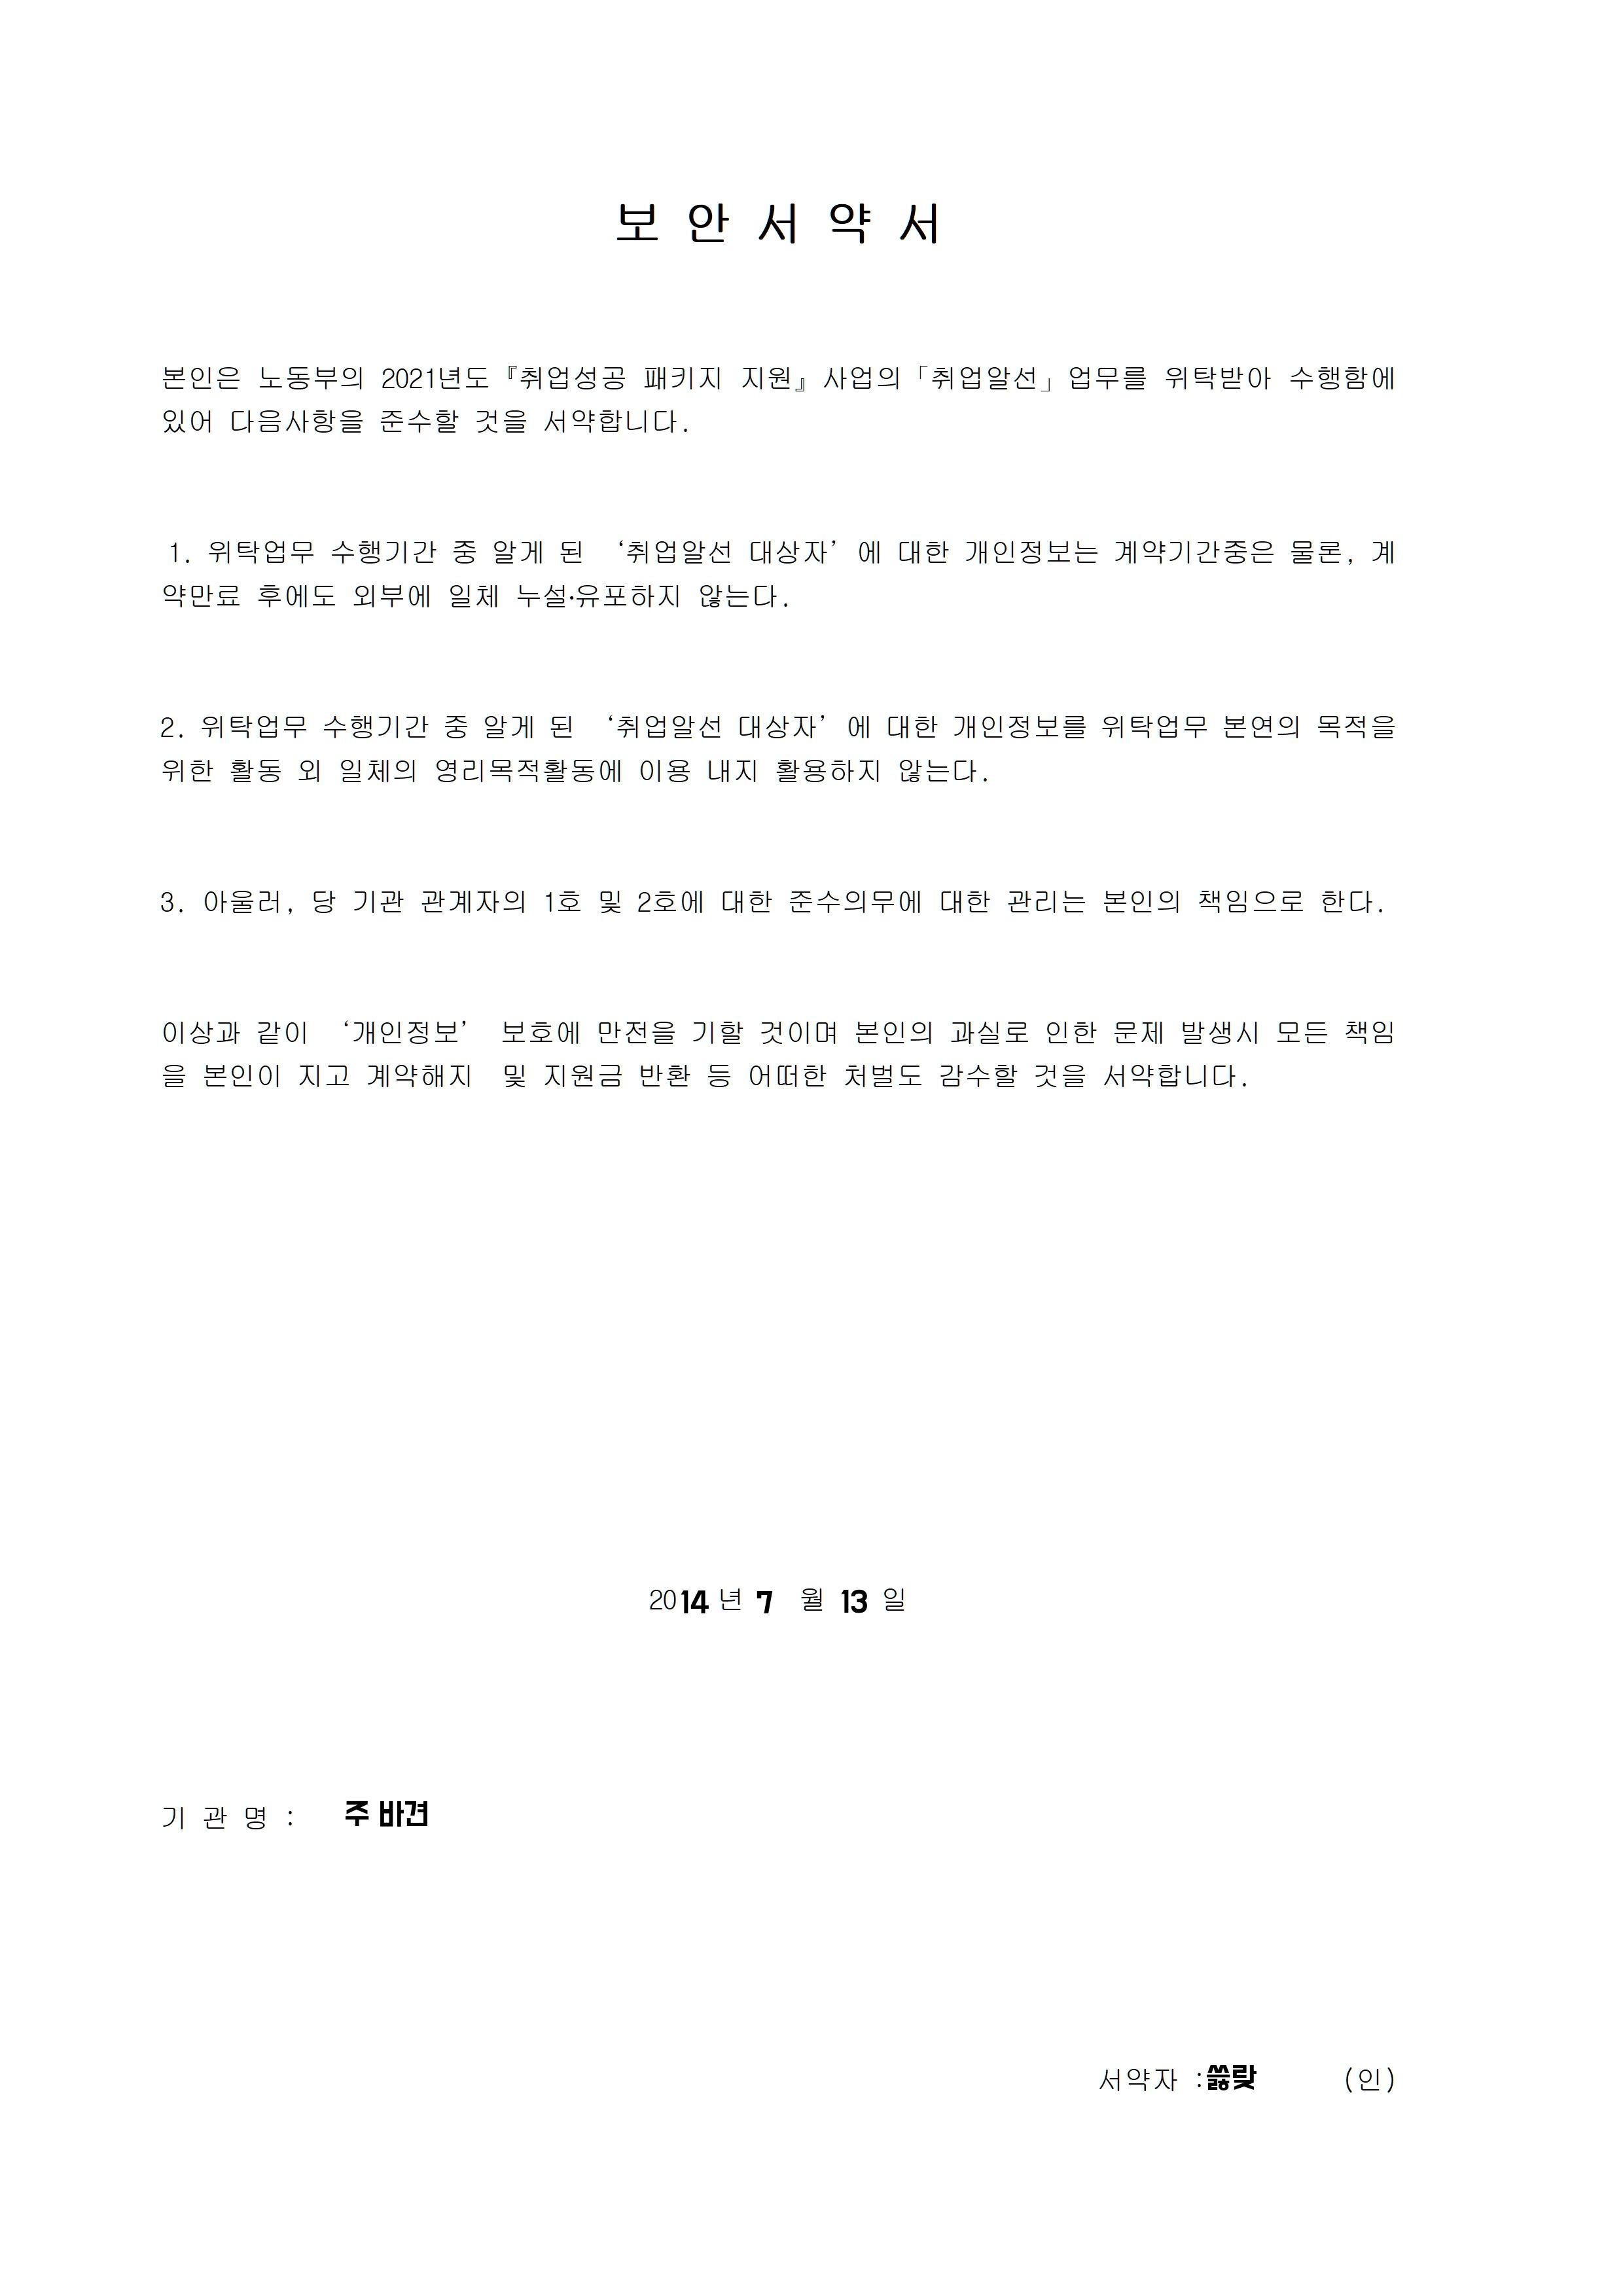 보 안 서 약 서
본인은 노동부의 2021년도『취업성공 패키지 지원』사업의「취업알선」업무를 위탁받아 수행함에
있어 다음사항을 준수할 것을 서약합니다.
1. 위탁업무 수행기간 중 알게 된 ‘취업알선 대상자’에 대한 개인정보는 계약기간중은 물론, 계
약만료 후에도 외부에 일체 누설·유포하지 않는다.
2. 위탁업무 수행기간 중 알게 된 ‘취업알선 대상자’에 대한 개인정보를 위탁업무 본연의 목적을
위한 활동 외 일체의 영리목적활동에 이용 내지 활용하지 않는다.
3. 아울러, 당 기관 관계자의 1호 및 2호에 대한 준수의무에 대한 관리는 본인의 책임으로 한다.
이상과 같이 ‘개인정보’ 보호에 만전을 기할 것이며 본인의 과실로 인한 문제 발생시 모든 책임
을 본인이 지고 계약해지 및 지원금 반환 등 어떠한 처벌도 감수할 것을 서약합니다.
2014 년 7 월 13 일
기 관 명 : 주 바견
서약자 : (인)